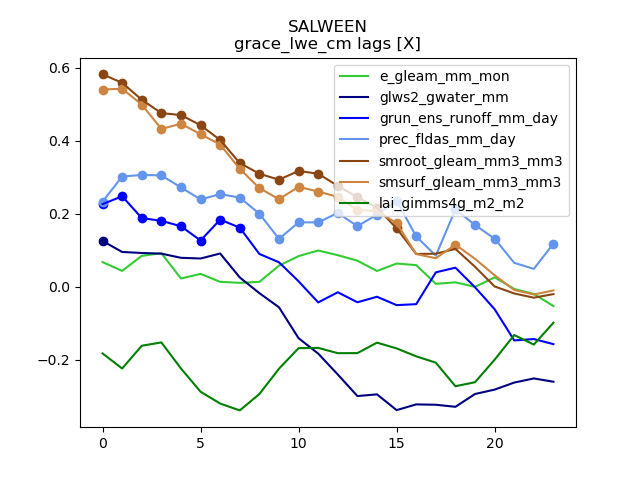 SALWEEN
grace_lwe_cm lags [X]
0.6
0.4
0.2
0.0
−0.2
e_gleam_mm_mon
glws2_gwater_mm
grun_ens_runoff_mm_day
prec_fldas_mm_day
smroot_gleam_mm3_mm3
smsurf_gleam_mm3_mm3
lai_gimms4g_m2_m2
0 5 10 15 20